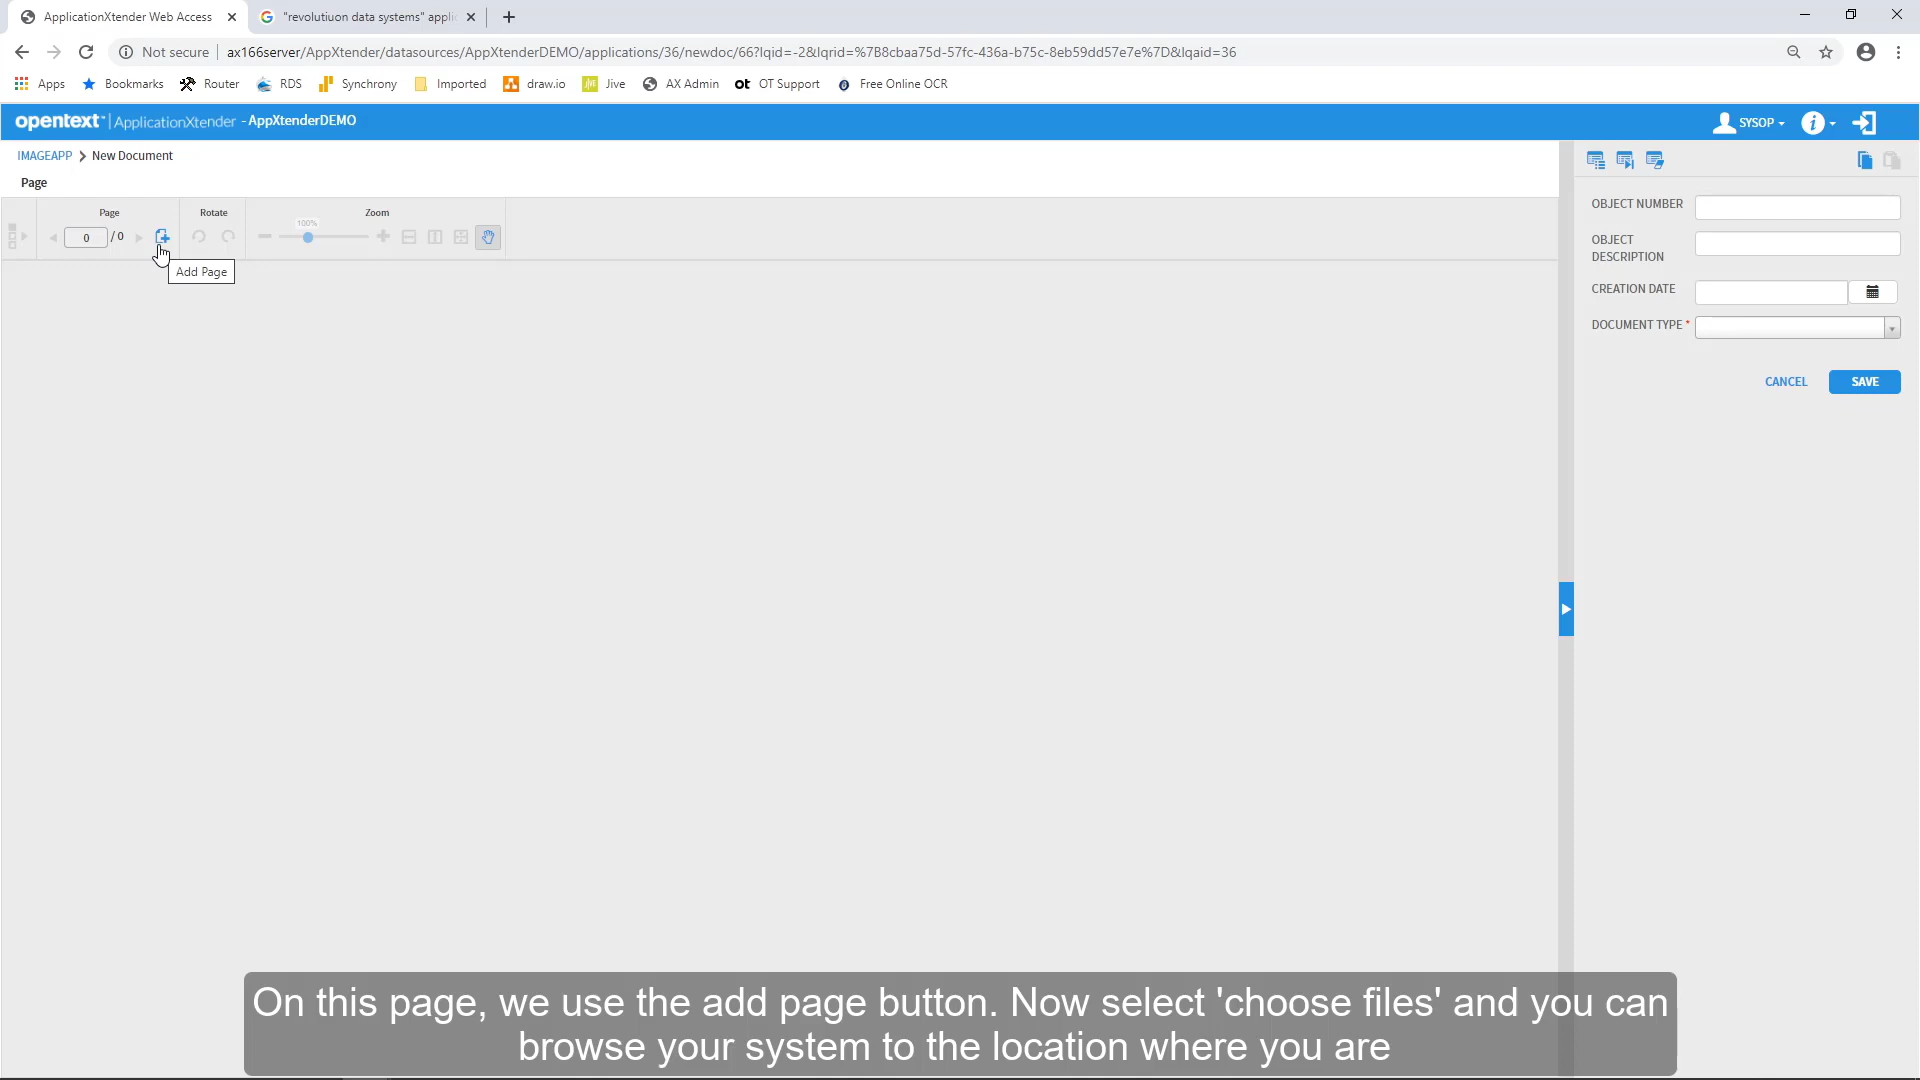 ApplicationXtender Web Access
"revolutiuon data systems" applic
Not secure
ax166server/AppXtender/datasources/AppXtenderDEMO/applications/36/newdoc/66?lqid=-2&lqrid=%7B8cbaa75d-57fc-436a-b75c-8eb59dd57e7e%7D&lqaid=36
Apps Bookmarks Router RDS Synchrony Imported draw.io Jive AX Admin ot OT Support Free Online OCR
opentext™ | ApplicationXtender - AppXtenderDEMO
SYSOP
IMAGEAPP > New Document
Page
Page Rotate Zoom
100%
0 / 0
Add Page
OBJECT NUMBER
OBJECT
DESCRIPTION
CREATION DATE
DOCUMENT TYPE *
CANCEL SAVE
On this page, we use the add page button. Now select 'choose files' and you can
browse your system to the location where you are